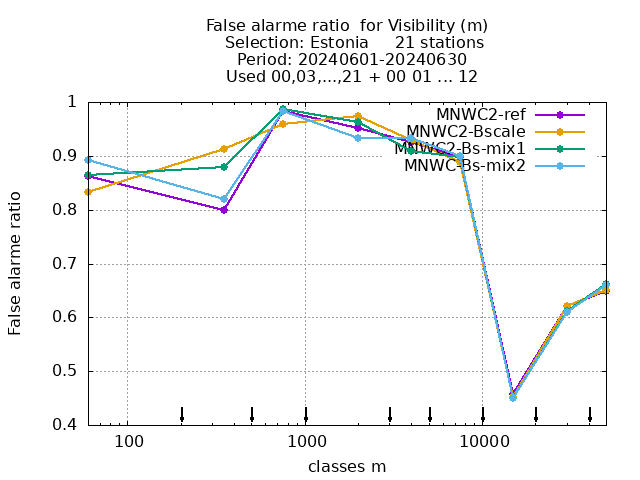 False alarme ratio  for Visibility (m)
Selection: Estonia     21 stations
Period: 20240601-20240630
Used 00,03,...,21 + 00 01 ... 12
MNWC2-ref
MNWC2-Bscale
MNWC2-Bs-mix1
MNWC-Bs-mix2
1
0.9
0.8
0.7
0.6
0.5
0.4
False alarme ratio
100
1000
10000
classes m